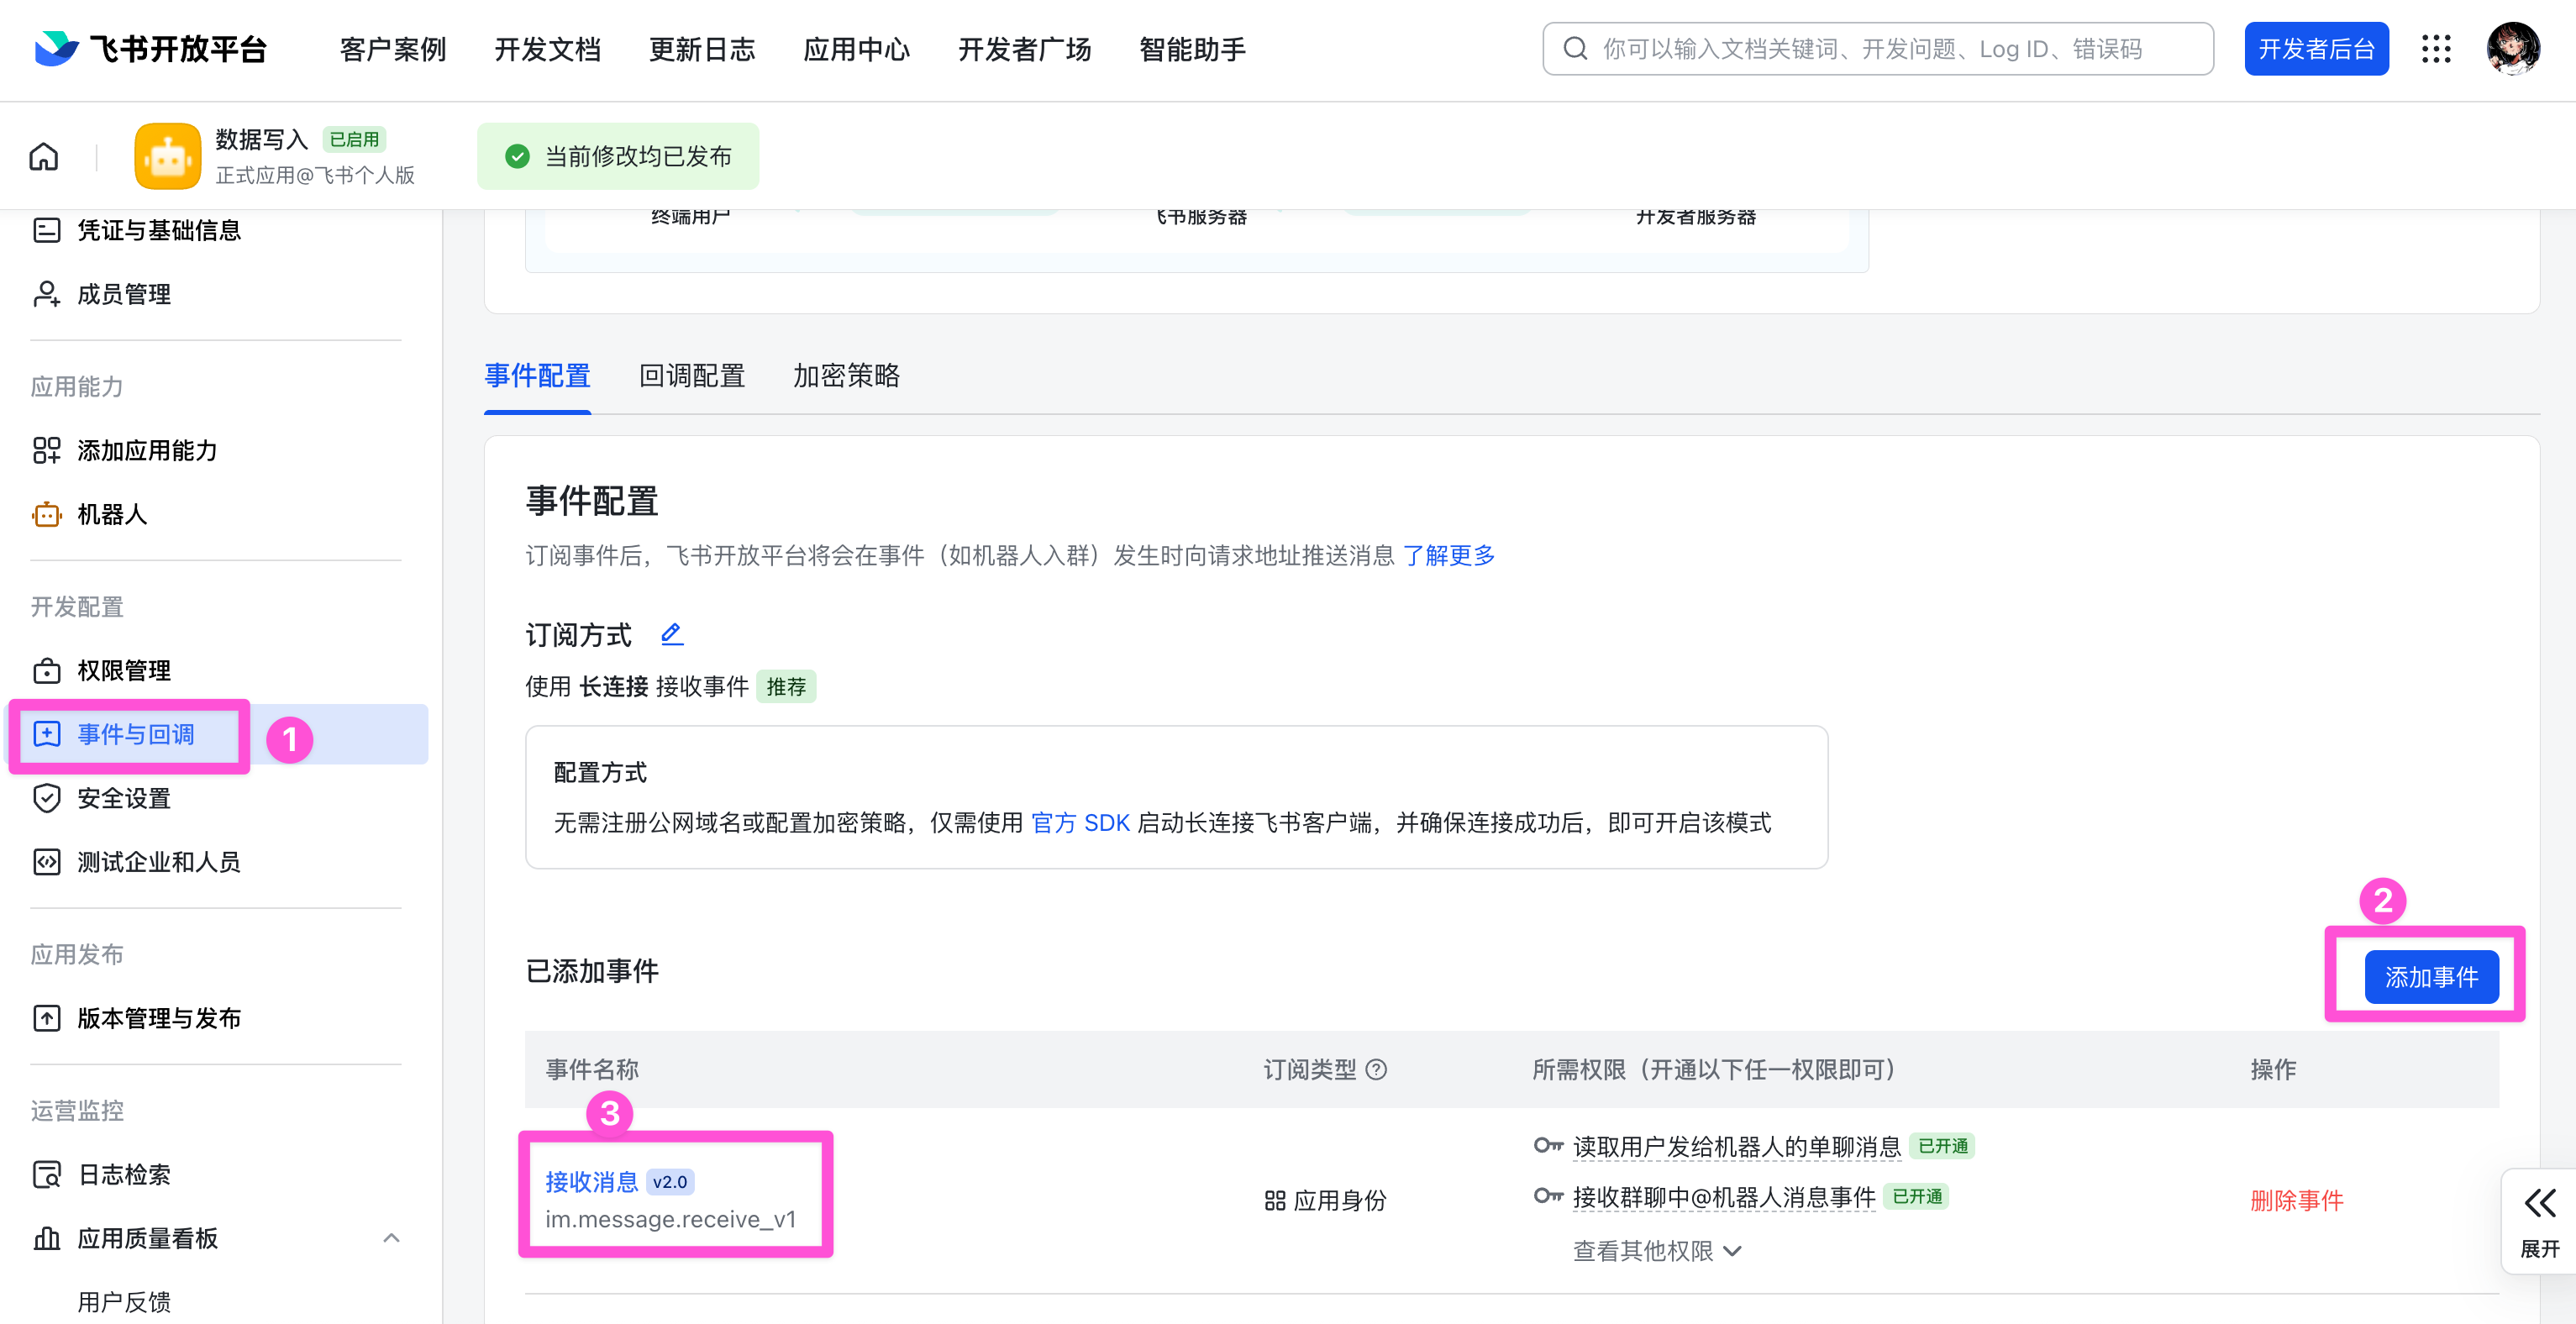 飞书开放平台 客户案例 开发文档 更新日志 应用中心 开发者广场 智能助手 你可以输入文档关键词、开发问题、Log ID、错误码 开发者后台
数据写入 已启用
正式应用@飞书个人版
当前修改均已发布
凭证与基础信息
成员管理
应用能力
添加应用能力
机器人
开发配置
权限管理
事件与回调
1
安全设置
测试企业和人员
应用发布
版本管理与发布
运营监控
日志检索
应用质量看板
用户反馈
终端用户 飞书服务器 开发者服务器
事件配置 回调配置 加密策略
事件配置
订阅事件后，飞书开放平台将会在事件（如机器人入群）发生时向请求地址推送消息 了解更多
订阅方式
使用 长连接 接收事件 推荐
配置方式
无需注册公网域名或配置加密策略，仅需使用 官方 SDK 启动长连接飞书客户端，并确保连接成功后，即可开启该模式
2
已添加事件 添加事件
事件名称 订阅类型 所需权限（开通以下任一权限即可） 操作
3
接收消息 v2.0
im.message.receive_v1
应用身份
读取用户发给机器人的单聊消息 已开通
接收群聊中@机器人消息事件 已开通
查看其他权限
删除事件
展开